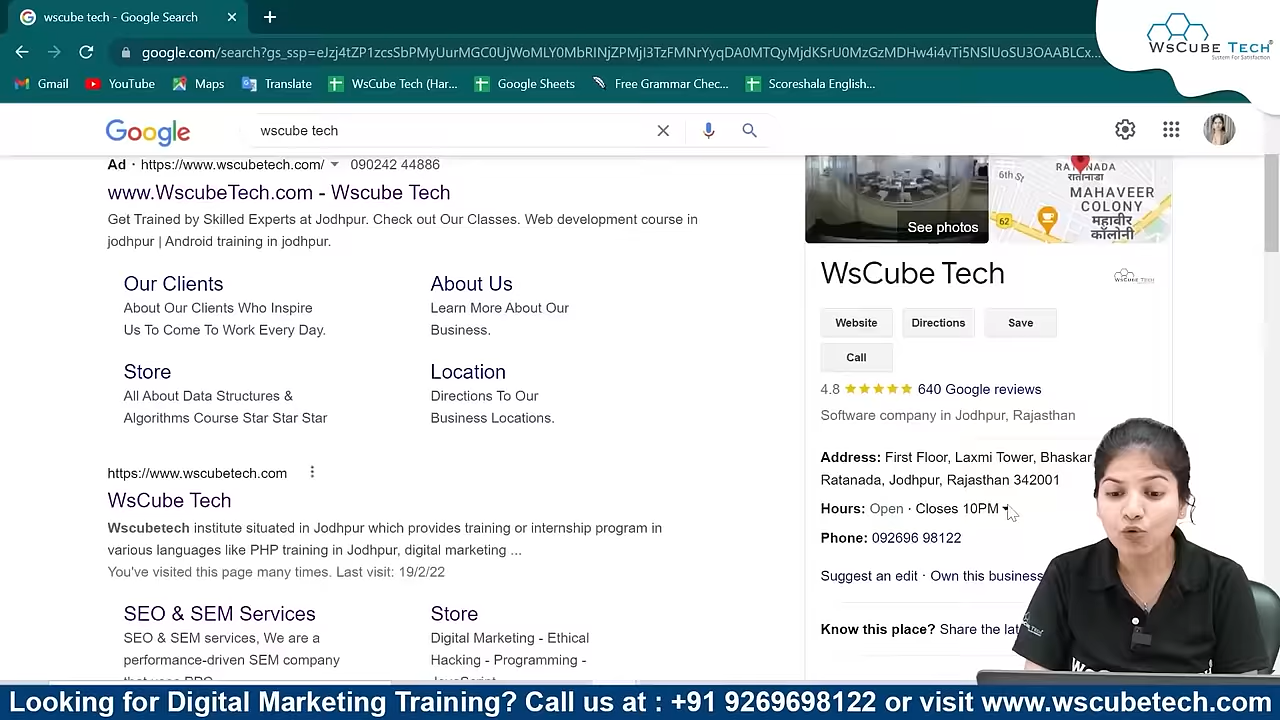 wscube tech - Google Search
google.com/search?gs_ssp=
Gmail
YouTube
Maps
Translate
WsCube Tech (Har...
Google Sheets
Free Grammar Chec...
Scoreshala English...
WSCUBE TECH
System For Satisfaction
Google
wscube tech
Ad · https://www.wscubetech.com/ 090242 44886
www.WscubeTech.com - Wscube Tech
Get Trained by Skilled Experts at Jodhpur. Check out Our Classes. Web development course in
jodhpur | Android training in jodhpur.
Our Clients
About Our Clients Who Inspire
Us To Come To Work Every Day.
About Us
Learn More About Our
Business.
Store
All About Data Structures &
Algorithms Course Star Star Star
Location
Directions To Our
Business Locations.
https://www.wscubetech.com
WsCube Tech
Wscubetech institute situated in Jodhpur which provides training or internship program in
various languages like PHP training in Jodhpur, digital marketing ...
You've visited this page many times. Last visit: 19/2/22
SEO & SEM Services
SEO & SEM services, We are a
performance-driven SEM company
Store
Digital Marketing - Ethical
Hacking - Programming -
See photos
6th St
रातानाडा
62
MAHAVEER
COLONY
महावीर
कॉलोनी
WsCube Tech
Website
Directions
Save
Call
4.8 640 Google reviews
Software company in Jodhpur, Rajasthan
Address: First Floor, Laxmi Tower, Bhaskar
Ratanada, Jodhpur, Rajasthan 342001
Hours: Open · Closes 10PM
Phone: 092696 98122
Suggest an edit · Own this business
Know this place? Share the lat
Looking for Digital Marketing Training? Call us at : +91 9269698122 or visit www.wscubetech.com